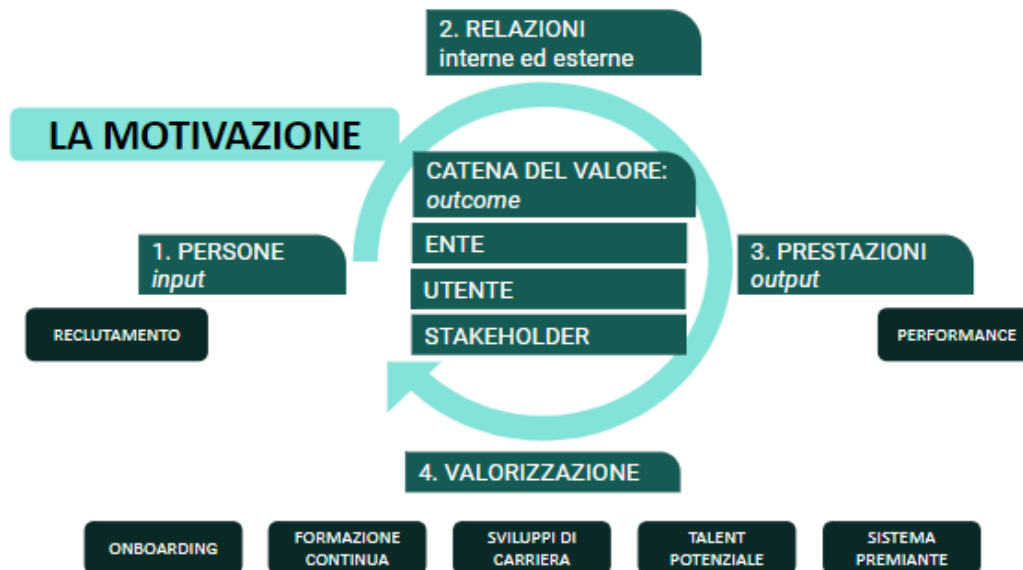 2. RELAZIONI
interne ed esterne
LA MOTIVAZIONE
CATENA DEL VALORE:
outcome
ENTE
UTENTE
STAKEHOLDER
1. PERSONE
input
3. PRESTAZIONI
output
RECLUTAMENTO
PERFORMANCE
4. VALORIZZAZIONE
ONBOARDING
FORMAZIONE
CONTINUA
SVILUPPI DI
CARRIERA
TALENT
POTENZIALE
SISTEMA
PREMIANTE